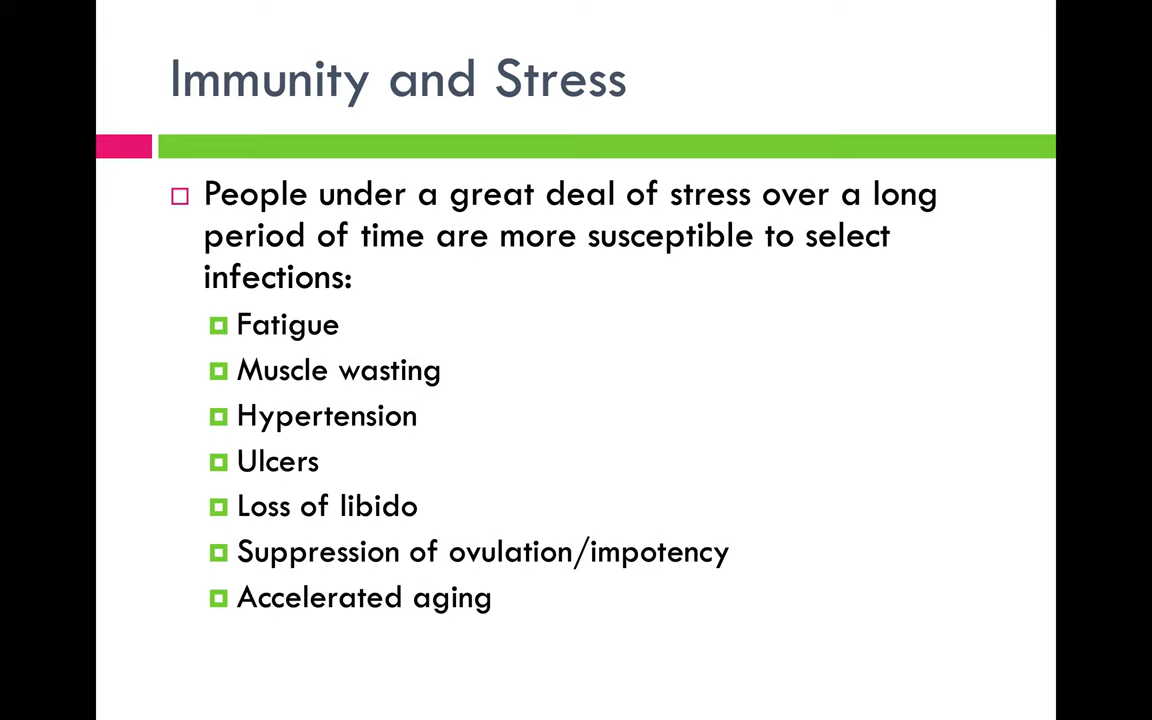 Immunity and Stress
People under a great deal of stress over a long
period of time are more susceptible to select
infections:
Fatigue
Muscle wasting
Hypertension
Ulcers
Loss of libido
Suppression of ovulation/impotency
Accelerated aging